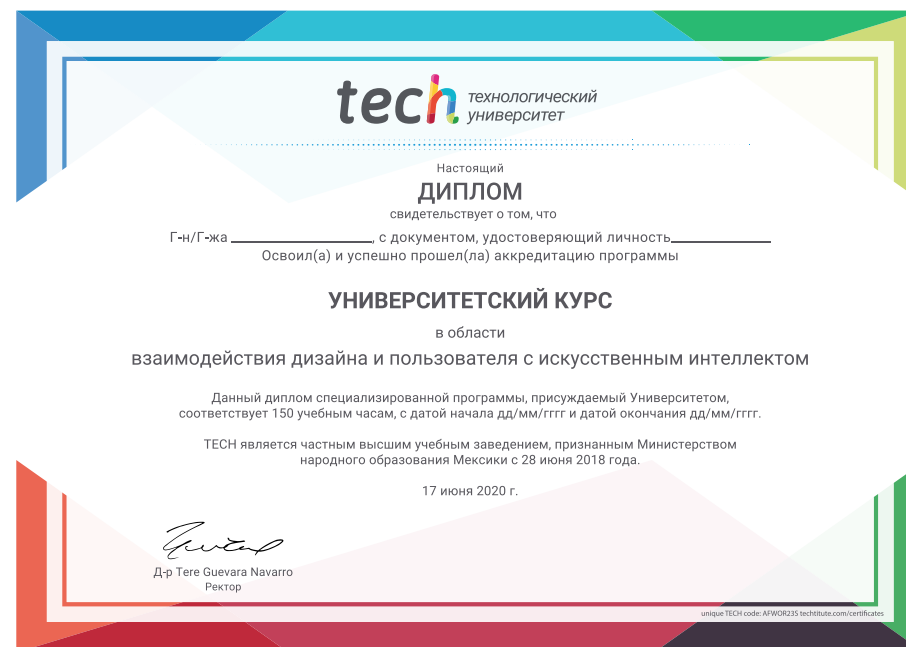 tech технологический
университет
Настоящий
ДИПЛОМ
свидетельствует о том, что
Г-н/Г-жа ____________________, с документом, удостоверяющий личность______________
Освоил(а) и успешно прошел(ла) аккредитацию программы
УНИВЕРСИТЕТСКИЙ КУРС
в области
взаимодействия дизайна и пользователя с искусственным интеллектом
Данный диплом специализированной программы, присуждаемый Университетом,
соответствует 150 учебным часам, с датой начала дд/мм/гггг и датой окончания дд/мм/гггг.
TECH является частным высшим учебным заведением, признанным Министерством
народного образования Мексики с 28 июня 2018 года.
17 июня 2020 г.
Д-р Tere Guevara Navarro
Ректор
unique TECH code: AFWOR23S techtitute.com/certificates